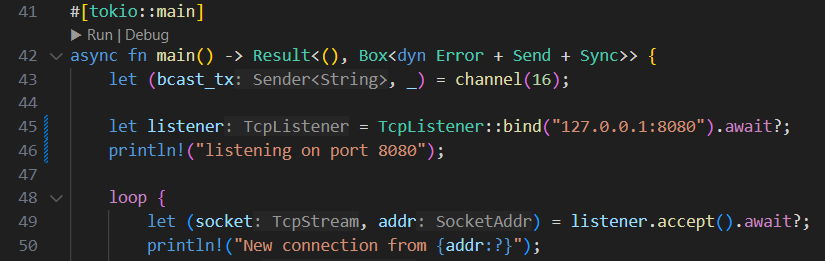 41 #[tokio::main]
▶ Run | Debug
42 async fn main() -> Result<(), Box<dyn Error + Send + Sync>> {
43     let (bcast_tx: Sender<String>, _) = channel(16);
44
45     let listener: TcpListener = TcpListener::bind("127.0.0.1:8080").await?;
46     println!("listening on port 8080");
47
48     loop {
49         let (socket: TcpStream, addr: SocketAddr) = listener.accept().await?;
50         println!("New connection from {addr:?}");